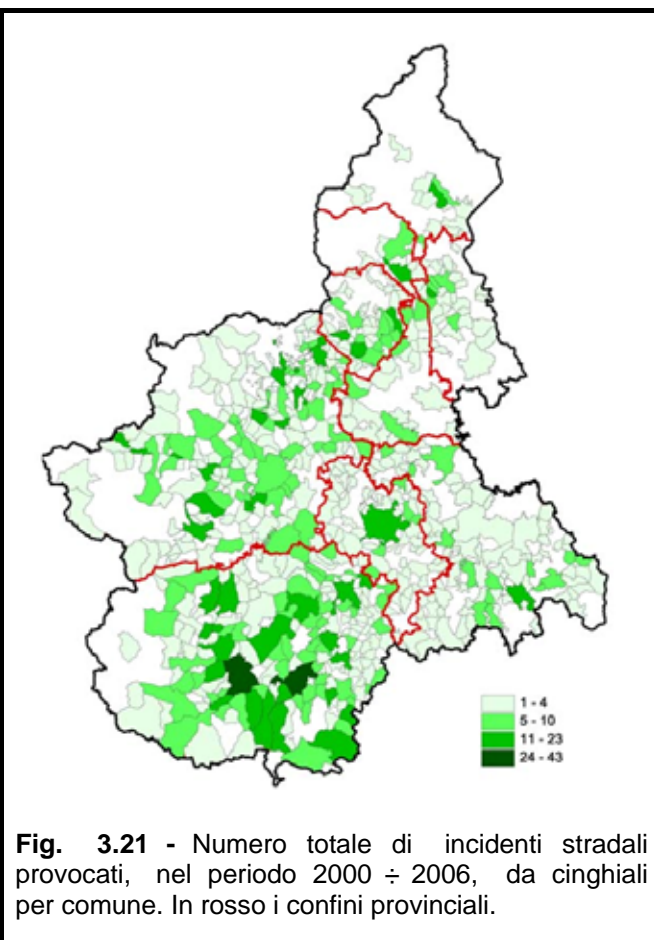 1 - 4
5 - 10
11 - 23
24 - 43
Fig. 3.21 - Numero totale di incidenti stradali
provocati, nel periodo 2000 ÷ 2006, da cinghiali
per comune. In rosso i confini provinciali.